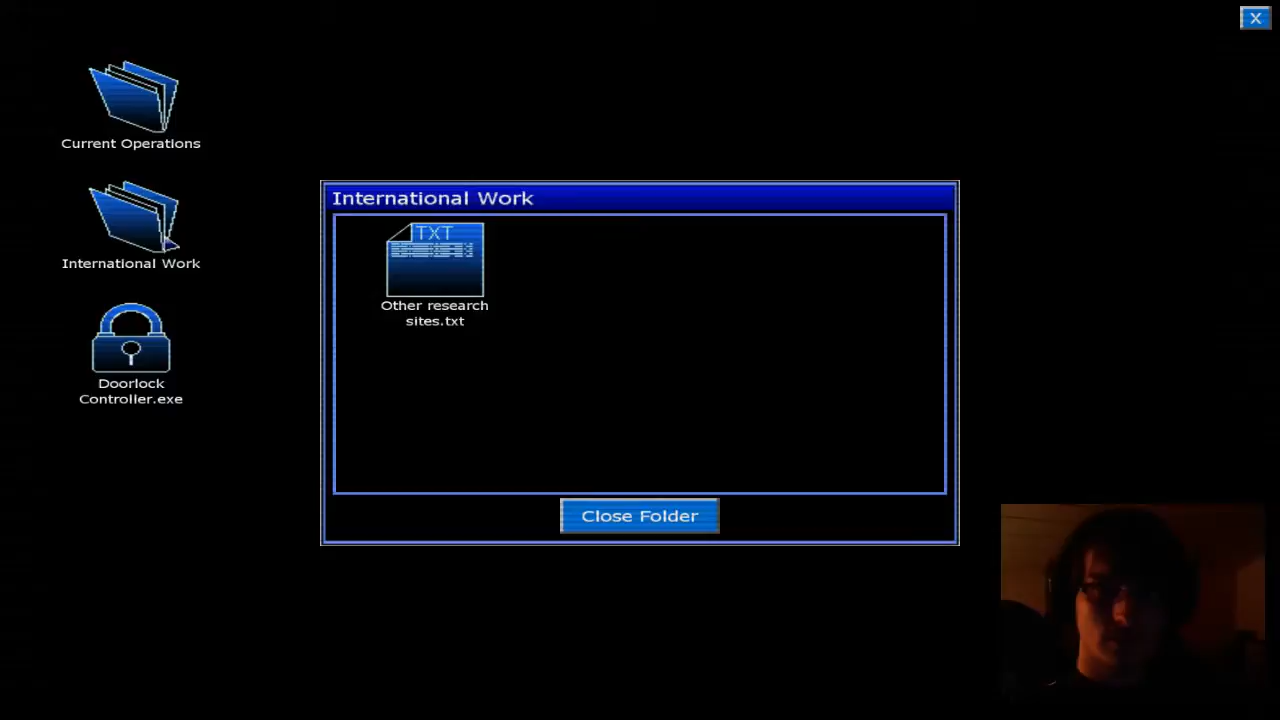 X
Current Operations
International Work
Doorlock
Controller.exe
International Work
TXT
Other research
sites.txt
Close Folder